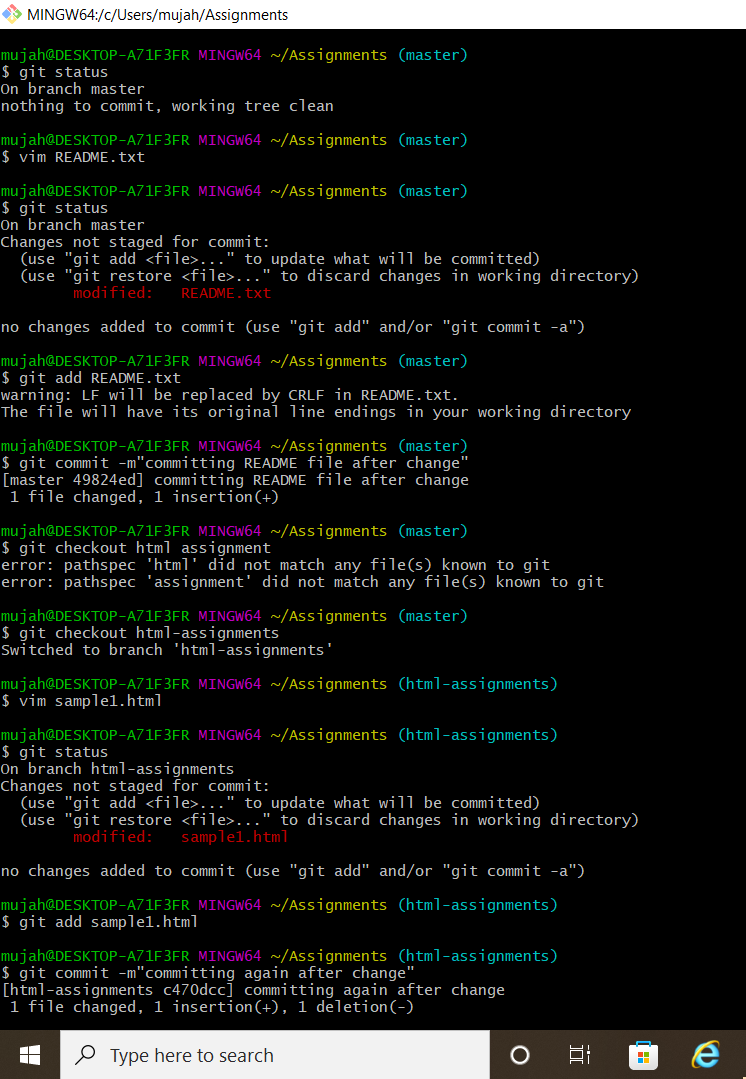 MINGW64:/c/Users/mujah/Assignments
mujah@DESKTOP-A71F3FR MINGW64 ~/Assignments (master)
$ git status
On branch master
nothing to commit, working tree clean
mujah@DESKTOP-A71F3FR MINGW64 ~/Assignments (master)
$ vim README.txt
mujah@DESKTOP-A71F3FR MINGW64 ~/Assignments (master)
$ git status
On branch master
Changes not staged for commit:
  (use "git add <file>..." to update what will be committed)
  (use "git restore <file>..." to discard changes in working directory)
        modified:   README.txt
no changes added to commit (use "git add" and/or "git commit -a")
mujah@DESKTOP-A71F3FR MINGW64 ~/Assignments (master)
$ git add README.txt
warning: LF will be replaced by CRLF in README.txt.
The file will have its original line endings in your working directory
mujah@DESKTOP-A71F3FR MINGW64 ~/Assignments (master)
$ git commit -m"committing README file after change"
[master 49824ed] committing README file after change
 1 file changed, 1 insertion(+)
mujah@DESKTOP-A71F3FR MINGW64 ~/Assignments (master)
$ git checkout html assignment
error: pathspec 'html' did not match any file(s) known to git
error: pathspec 'assignment' did not match any file(s) known to git
mujah@DESKTOP-A71F3FR MINGW64 ~/Assignments (master)
$ git checkout html-assignments
Switched to branch 'html-assignments'
mujah@DESKTOP-A71F3FR MINGW64 ~/Assignments (html-assignments)
$ vim sample1.html
mujah@DESKTOP-A71F3FR MINGW64 ~/Assignments (html-assignments)
$ git status
On branch html-assignments
Changes not staged for commit:
  (use "git add <file>..." to update what will be committed)
  (use "git restore <file>..." to discard changes in working directory)
        modified:   sample1.html
no changes added to commit (use "git add" and/or "git commit -a")
mujah@DESKTOP-A71F3FR MINGW64 ~/Assignments (html-assignments)
$ git add sample1.html
mujah@DESKTOP-A71F3FR MINGW64 ~/Assignments (html-assignments)
$ git commit -m"committing again after change"
[html-assignments c470dcc] committing again after change
 1 file changed, 1 insertion(+), 1 deletion(-)
Type here to search